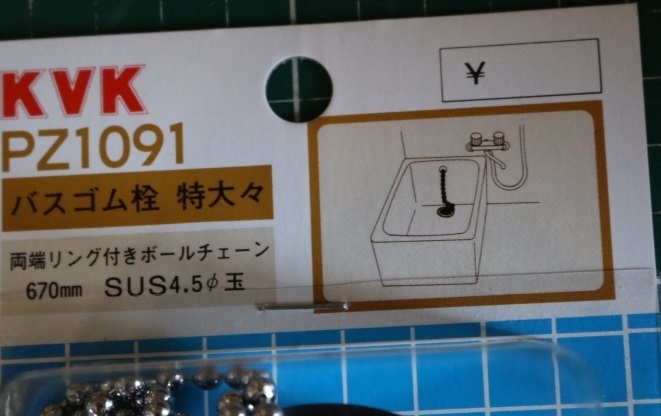 KVK
¥
PZ1091
バスゴム栓 特大々
両端リング付きボールチェーン
670mm SUS4.5φ玉